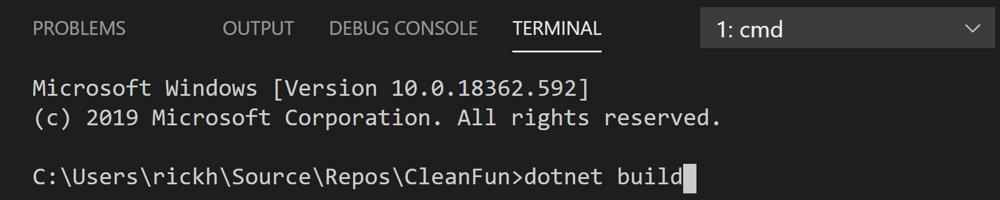 PROBLEMS OUTPUT DEBUG CONSOLE TERMINAL 1: cmd
Microsoft Windows [Version 10.0.18362.592]
(c) 2019 Microsoft Corporation. All rights reserved.
C:\Users\rickh\Source\Repos\CleanFun>dotnet build